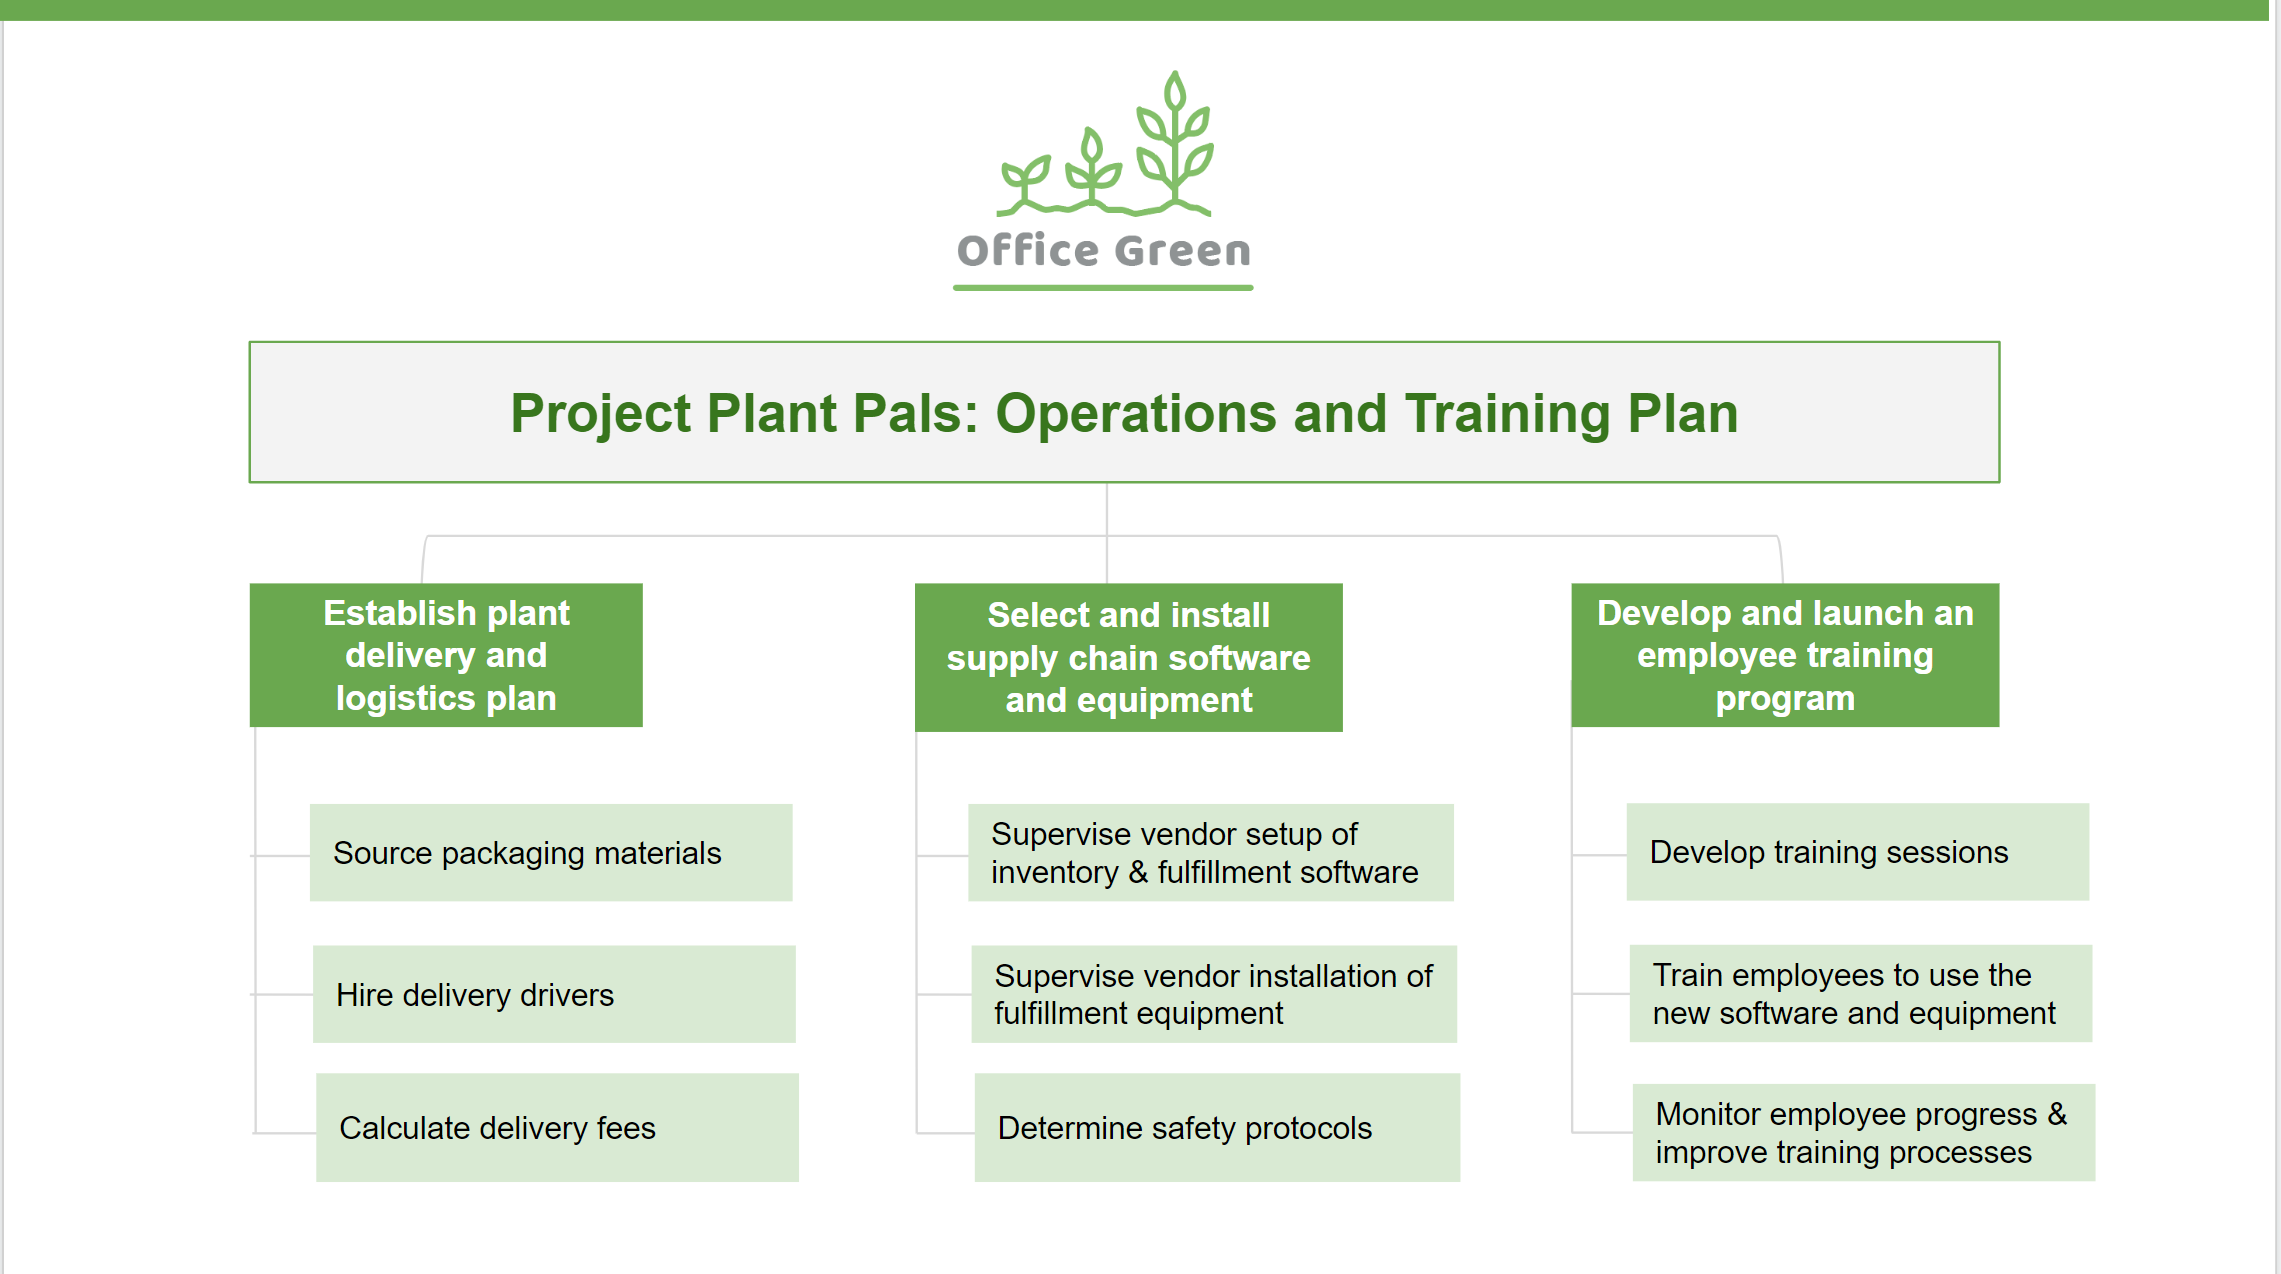 Office Green
Project Plant Pals: Operations and Training Plan
Establish plant
delivery and
logistics plan
Source packaging materials
Hire delivery drivers
Calculate delivery fees
Select and install
supply chain software
and equipment
Supervise vendor setup of
inventory & fulfillment software
Supervise vendor installation of
fulfillment equipment
Determine safety protocols
Develop and launch an
employee training
program
Develop training sessions
Train employees to use the
new software and equipment
Monitor employee progress &
improve training processes